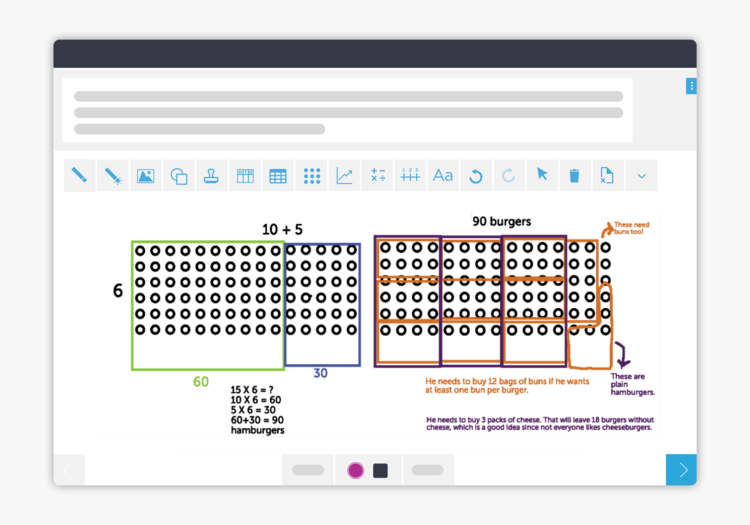 Aa
10 + 5
90 burgers
These need
buns too!
6
60
30
15 X 6 = ?
10 X 6 = 60
5 X 6 = 30
60+30 = 90
hamburgers
He needs to buy 12 bags of buns if he wants
at least one bun per burger.
These are
plain
hamburgers.
He needs to buy 3 packs of cheese. That will leave 18 burgers without
cheese, which is a good idea since not everyone likes cheeseburgers.